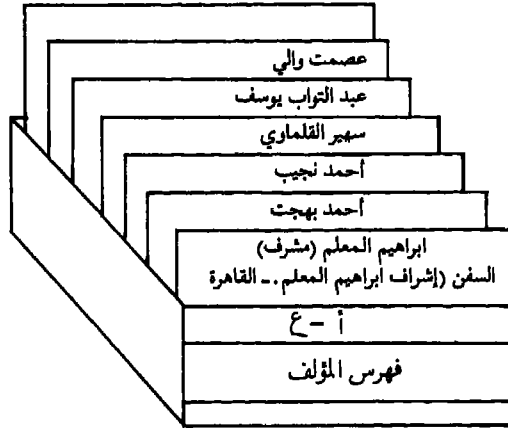 عصمت والي
عبد التواب يوسف
سهير القلماوي
أحمد نجيب
أحمد بهجت
ابراهيم المعلم (مشرف)
السفن (إشراف ابراهيم المعلم .ــ القاهرة
أ - ع
فهرس المؤلف